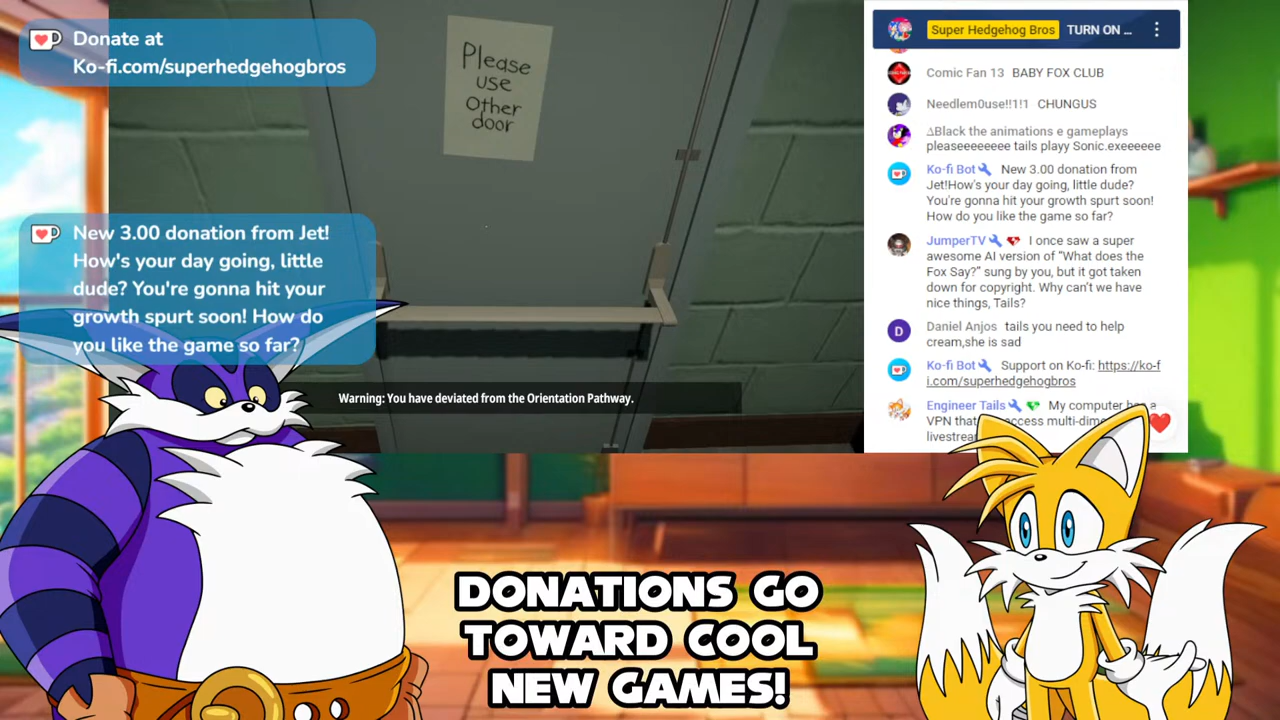 Donate at
Ko-fi.com/superhedgehogbros
New 3.00 donation from Jet!
How's your day going, little
dude? You're gonna hit your
growth spurt soon! How do
you like the game so far?
Please
use
Other
door
Warning: You have deviated from the Orientation Pathway.
Super Hedgehog Bros TURN ON ...
Comic Fan 13 BABY FOX CLUB
Needlem0use!!1!1 CHUNGUS
∆Black the animations e gameplays
pleaseeeeeeee tails playy Sonic.exeeeeee
Ko-fi Bot New 3.00 donation from
Jet!How's your day going, little dude?
You're gonna hit your growth spurt soon!
How do you like the game so far?
JumperTV I once saw a super
awesome AI version of "What does the
Fox Say?" sung by you, but it got taken
down for copyright. Why can't we have
nice things, Tails?
D
Daniel Anjos tails you need to help
cream,she is sad
Ko-fi Bot Support on Ko-fi: https://ko-f
i.com/superhedgehogbros
Engineer Tails My computer has a
VPN that
livestrea
DONATIONS GO
TOWARD COOL
NEW GAMES!